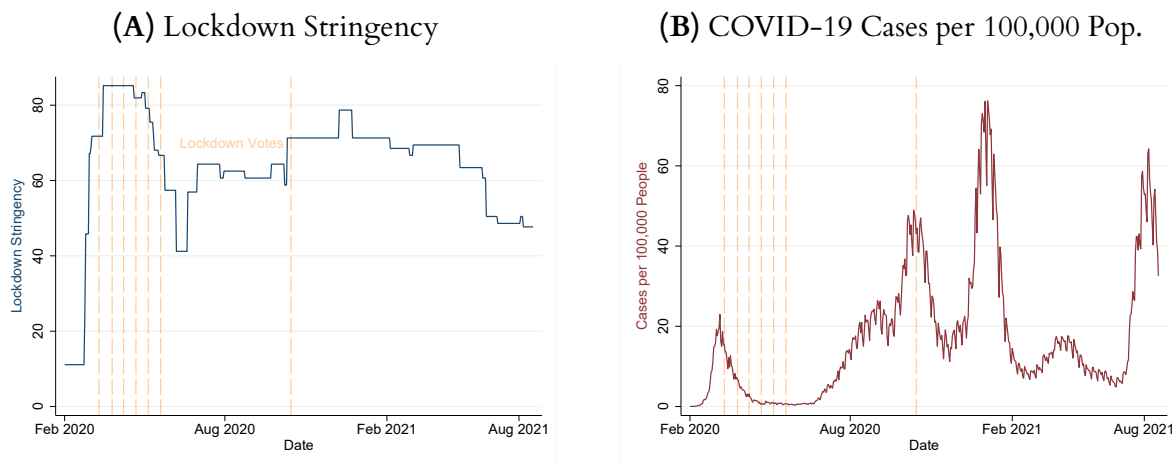 (A) Lockdown Stringency
Lockdown Stringency
80
60
40
20
0
Lockdown Votes
Feb 2020
Aug 2020
Feb 2021
Aug 2021
Date
(B) COVID-19 Cases per 100,000 Pop.
Cases per 100,000 People
80
60
40
20
0
Feb 2020
Aug 2020
Feb 2021
Aug 2021
Date